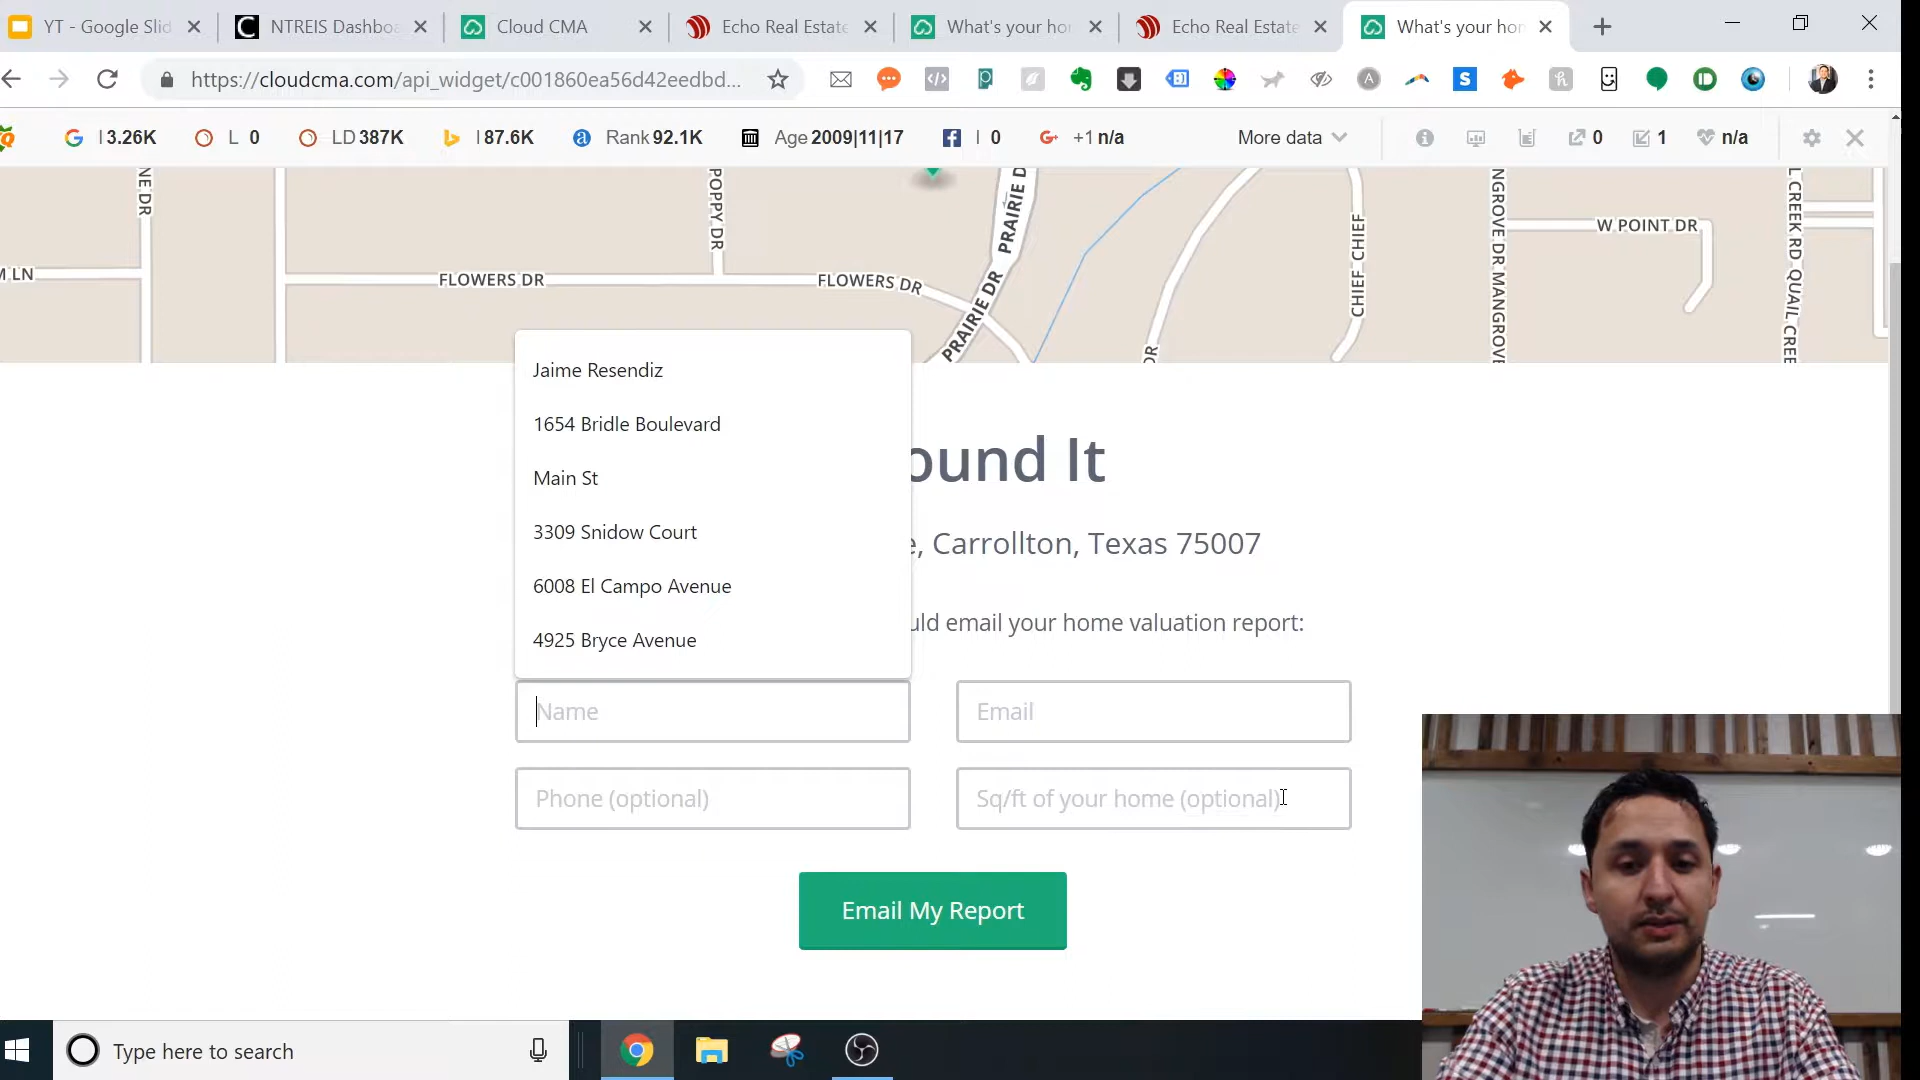 YT - Google Slid
NTREIS Dashboa
Cloud CMA
Echo Real Estate
What's your ho
Echo Real Estate
What's your hon
https://cloudcma.com/api_widget/c001860ea56d42eedbd...
I 3.26K
L 0
LD 387K
I 87.6K
Rank 92.1K
Age 2009|11|17
I 0
+1 n/a
More data
0
1
n/a
NE DR
POPPY DR
PRAIRIE D
CHIEF CHIEF
NGROVE DR MANGROVE
W POINT DR
L CREEK RD QUAIL CREE
M LN
FLOWERS DR
FLOWERS DR
PRAIRIE DR
DR
Jaime Resendiz
1654 Bridle Boulevard
Main St
3309 Snidow Court
6008 El Campo Avenue
4925 Bryce Avenue
ound It
e, Carrollton, Texas 75007
uld email your home valuation report:
Name
Email
Phone (optional)
Sq/ft of your home (optional)
Email My Report
Type here to search